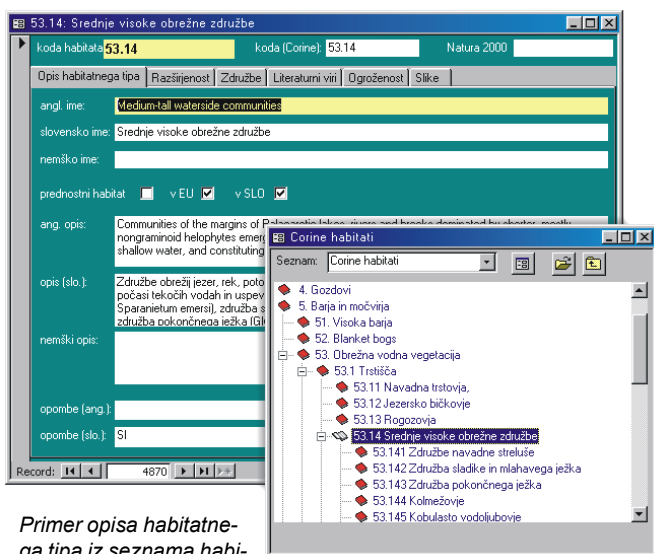 53.14: Srednje visoke obrežne združbe
koda habitata 53.14 koda (Corine): 53.14 Natura 2000
Opis habitatnega tipa Razširjenost Združbe Literaturni viri Ogroženost Slike
angl. ime: Medium-tall waterside communities
slovensko ime: Srednje visoke obrežne združbe
nemško ime:
prednostni habitat v EU v SLO
ang. opis: Communities of the margins of Palaearctic lakes, rivers and brooks dominated by shorter, mostly
nongraminoid helophytes emerg
shallow water, and constituting
opis (slo.): Združbe obrežij jezer, rek, poto
počasi tekočih vodah in uspev
Sparanietum emersi), združba s
združba pokončnega ježka (Gl
nemški opis:
opombe (ang.):
opombe (slo.): SI
Record: 4870
Corine habitati
Seznam: Corine habitati
4. Gozdovi
5. Barja in močvirja
51. Visoka barja
52. Blanket bogs
53. Obrežna vodna vegetacija
53.1 Trstišča
53.11 Navadna trstovja,
53.12 Jezersko bičkovje
53.13 Rogozovja
53.14 Srednje visoke obrežne združbe
53.141 Združbe navadne streluše
53.142 Združba sladike in mlahavega ježka
53.143 Združba pokončnega ježka
53.144 Kolmežovje
53.145 Kobulasto vodoljubovje
Primer opisa habitatne-
ga tipa iz seznama habi-